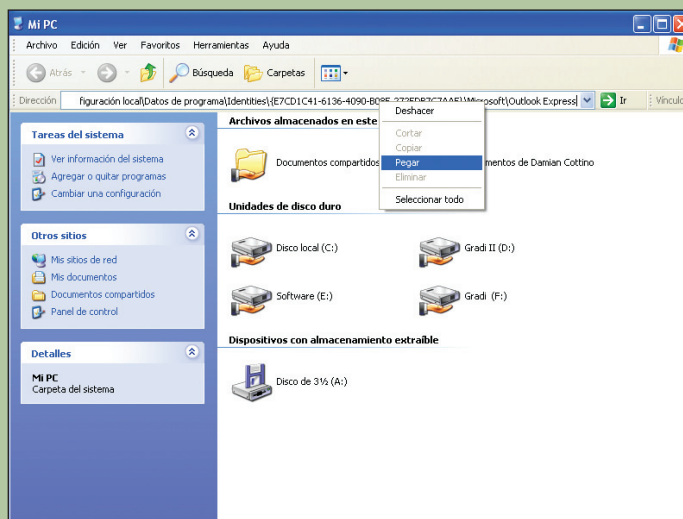 Mi PC
Archivo Edición Ver Favoritos Herramientas Ayuda
Atrás Búsqueda Carpetas
Dirección figuración local\Datos de programa\Identities\{E7CD1C41-6136-4090- \Microsoft\Outlook Express Ir Vínculo
Deshacer
Cortar
Copiar
Pegar
Eliminar
Seleccionar todo
Tareas del sistema
Ver información del sistema
Agregar o quitar programas
Cambiar una configuración
Otros sitios
Mis sitios de red
Mis documentos
Documentos compartidos
Panel de control
Detalles
Mi PC
Carpeta del sistema
Archivos almacenados en este
Documentos compartidos mentos de Damian Cottino
Unidades de disco duro
Disco local (C:) Gradi II (D:)
Software (E:) Gradi (F:)
Dispositivos con almacenamiento extraíble
Disco de 3½ (A:)